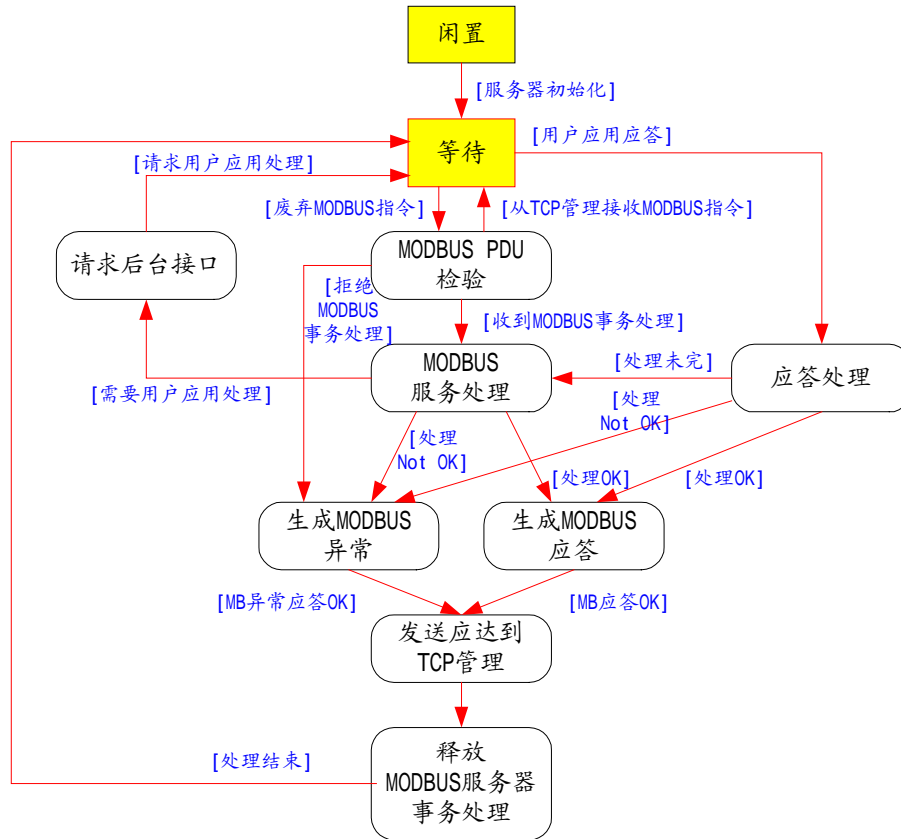 闲置
[服务器初始化]
等待
[用户应用应答]
[请求用户应用处理]
[废弃MODBUS指令]
[从TCP管理接收MODBUS指令]
请求后台接口
MODBUS PDU
检验
[拒绝
MODBUS
事务处理]
[收到MODBUS事务处理]
MODBUS
服务处理
[处理未完]
应答处理
[需要用户应用处理]
[处理
Not OK]
[处理
Not OK]
[处理OK]
[处理OK]
生成MODBUS
异常
生成MODBUS
应答
[MB异常应答OK]
[MB应答OK]
发送应达到
TCP管理
[处理结束]
释放
MODBUS服务器
事务处理